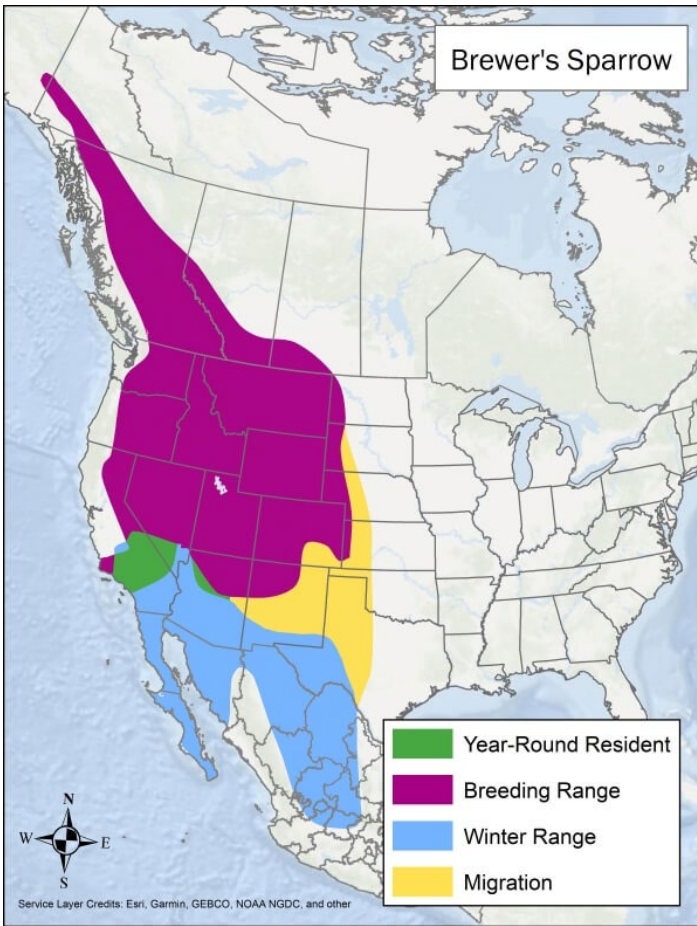 Brewer's Sparrow
Year-Round Resident
Breeding Range
Winter Range
Migration
N
W E
S
Service Layer Credits: Esri, Garmin, GEBCO, NOAA NGDC, and other